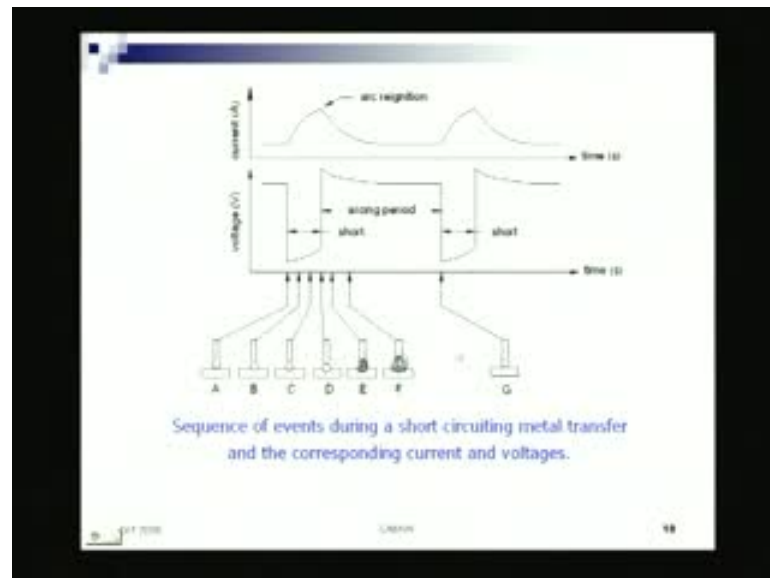 arc reignition
current (A)
time (s)
voltage (V)
arcing period
short
short
time (s)
A B C D E F G
Sequence of events during a short circuiting metal transfer
and the corresponding current and voltages.